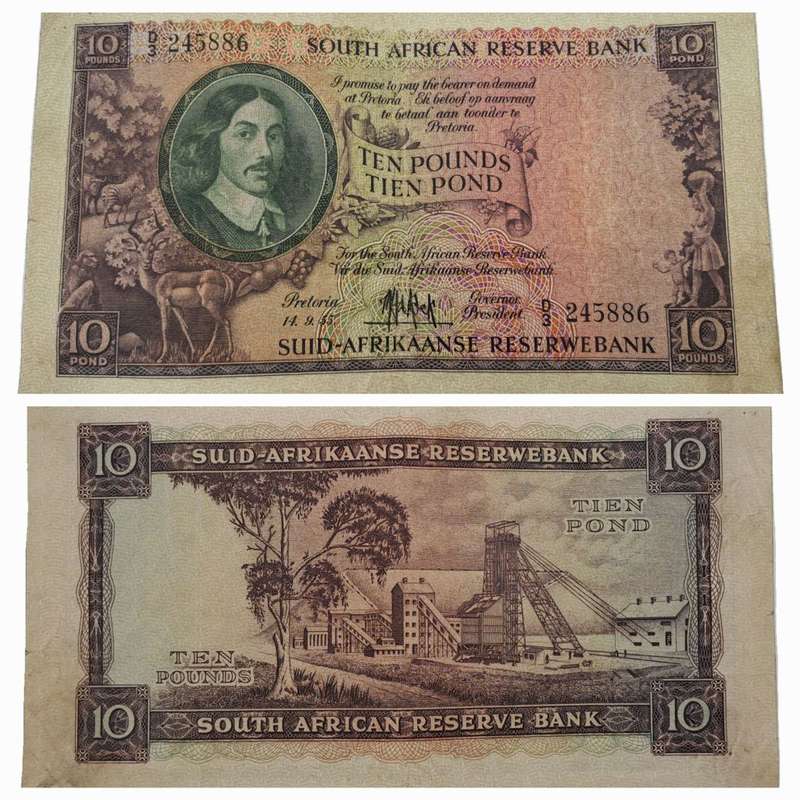 10 POUNDS
D/3 245886
SOUTH AFRICAN RESERVE BANK
10 POND
I promise to pay the bearer on demand
at Pretoria. Ek beloof op aanvraag
te betaal aan toonder te
Pretoria.
TEN POUNDS
TIEN POND
For the South African Reserve Bank.
Vir die Suid-Afrikaanse Reserwebank.
Pretoria
14.9.55.
Governor
President.
D/3 245886
10 POND
SUID-AFRIKAANSE RESERWEBANK
10 POUNDS
10
SUID-AFRIKAANSE RESERWEBANK
10
TIEN
POND
TEN
POUNDS
10
SOUTH AFRICAN RESERVE BANK
10